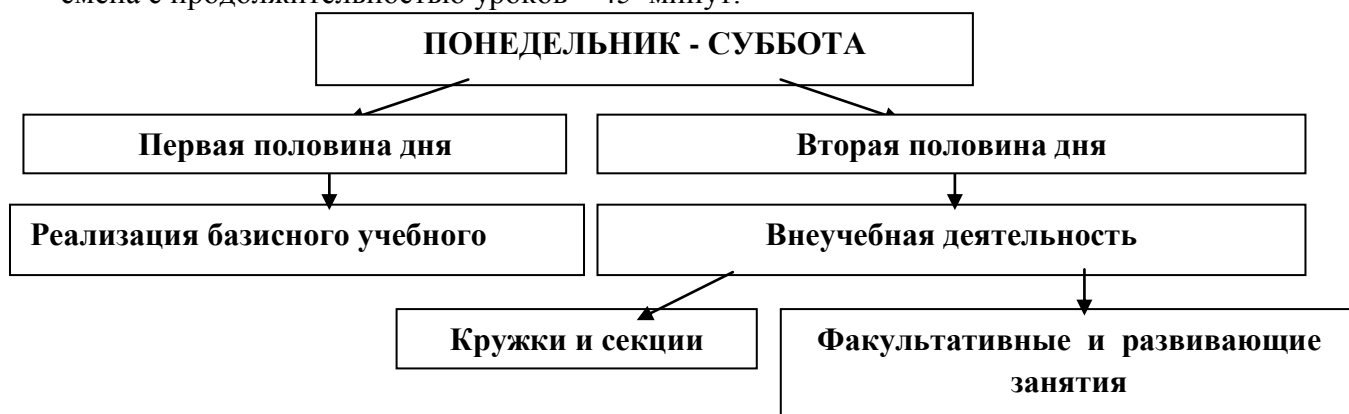 смена с продолжительностью уроков – 45 минут.
ПОНЕДЕЛЬНИК - СУББОТА
Первая половина дня
Вторая половина дня
Реализация базисного учебного
Внеучебная деятельность
Кружки и секции
Факультативные и развивающие
занятия